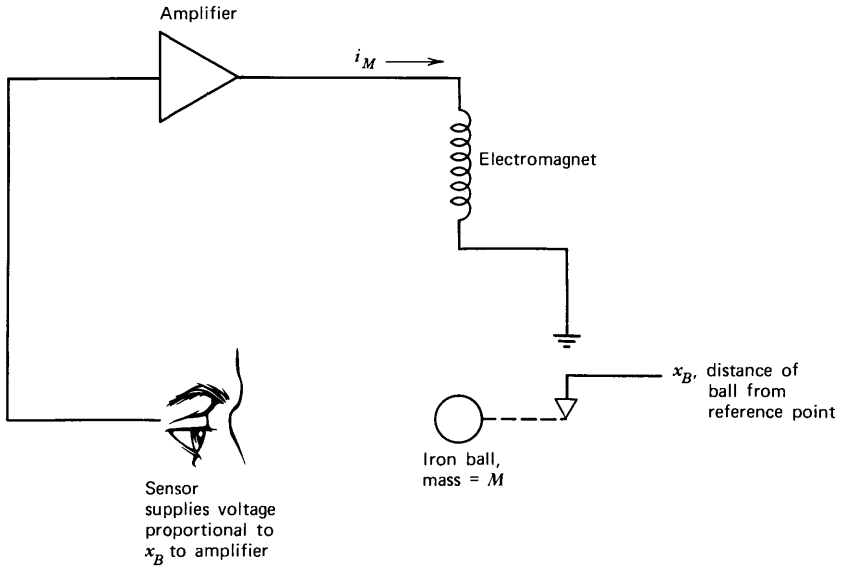 Amplifier
i_M
Electromagnet
x_B, distance of
ball from
reference point
Iron ball,
mass = M
Sensor
supplies voltage
proportional to
x_B to amplifier